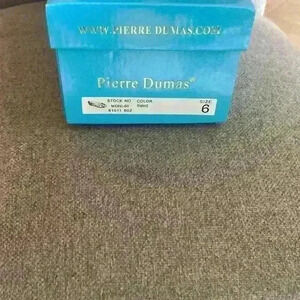 WWW.PIERRE DUMAS.COM
Pierre Dumas®
STOCK NO COLOR SIZE
6